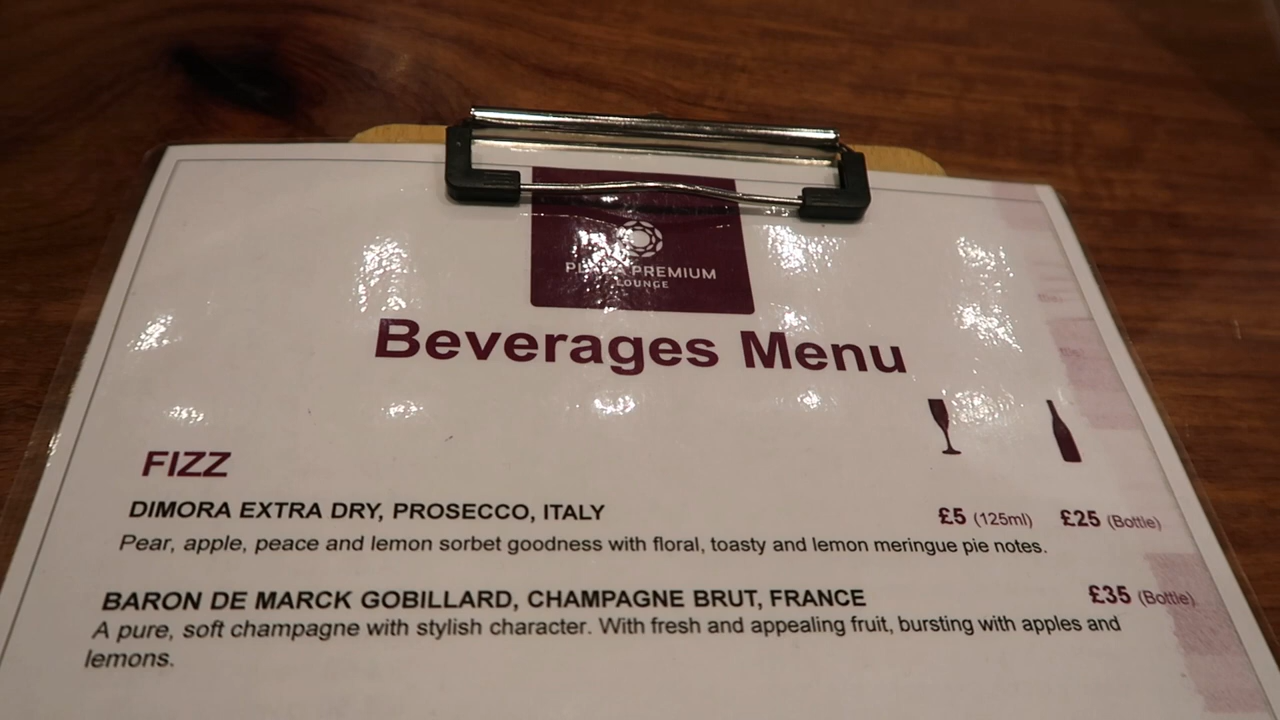 PLAZA PREMIUM
LOUNGE
Beverages Menu
FIZZ
DIMORA EXTRA DRY, PROSECCO, ITALY £5 (125ml) £25 (Bottle)
Pear, apple, peace and lemon sorbet goodness with floral, toasty and lemon meringue pie notes.
BARON DE MARCK GOBILLARD, CHAMPAGNE BRUT, FRANCE £35 (Bottle)
A pure, soft champagne with stylish character. With fresh and appealing fruit, bursting with apples and
lemons.